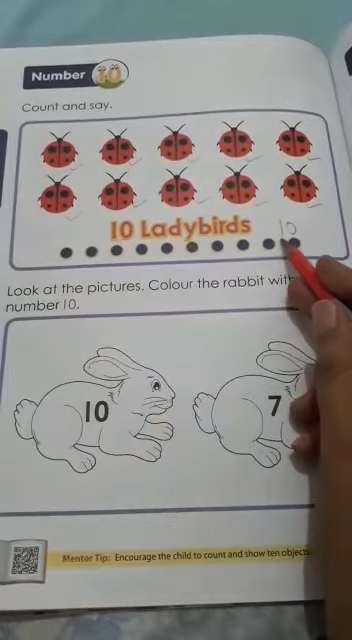 Number 10
Count and say.
10 Ladybirds
10
Look at the pictures. Colour the rabbit with
number 10.
10
7
Mentor Tip: Encourage the child to count and show ten objects